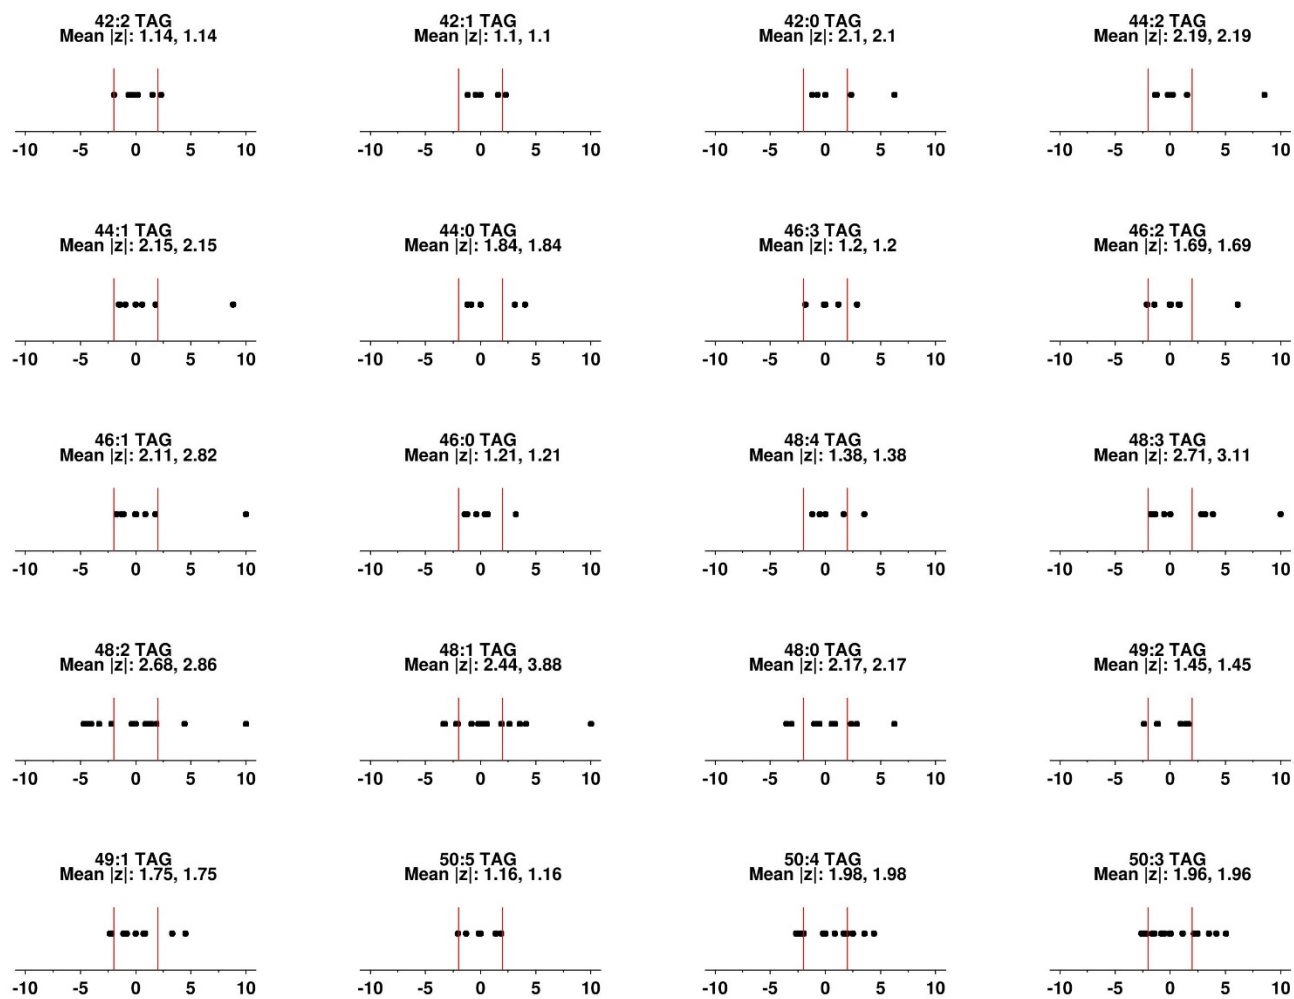 42:2 TAG
Mean |z|: 1.14, 1.14
-10 -5 0 5 10
42:1 TAG
Mean |z|: 1.1, 1.1
-10 -5 0 5 10
42:0 TAG
Mean |z|: 2.1, 2.1
-10 -5 0 5 10
44:2 TAG
Mean |z|: 2.19, 2.19
-10 -5 0 5 10
44:1 TAG
Mean |z|: 2.15, 2.15
-10 -5 0 5 10
44:0 TAG
Mean |z|: 1.84, 1.84
-10 -5 0 5 10
46:3 TAG
Mean |z|: 1.2, 1.2
-10 -5 0 5 10
46:2 TAG
Mean |z|: 1.69, 1.69
-10 -5 0 5 10
46:1 TAG
Mean |z|: 2.11, 2.82
-10 -5 0 5 10
46:0 TAG
Mean |z|: 1.21, 1.21
-10 -5 0 5 10
48:4 TAG
Mean |z|: 1.38, 1.38
-10 -5 0 5 10
48:3 TAG
Mean |z|: 2.71, 3.11
-10 -5 0 5 10
48:2 TAG
Mean |z|: 2.68, 2.86
-10 -5 0 5 10
48:1 TAG
Mean |z|: 2.44, 3.88
-10 -5 0 5 10
48:0 TAG
Mean |z|: 2.17, 2.17
-10 -5 0 5 10
49:2 TAG
Mean |z|: 1.45, 1.45
-10 -5 0 5 10
49:1 TAG
Mean |z|: 1.75, 1.75
-10 -5 0 5 10
50:5 TAG
Mean |z|: 1.16, 1.16
-10 -5 0 5 10
50:4 TAG
Mean |z|: 1.98, 1.98
-10 -5 0 5 10
50:3 TAG
Mean |z|: 1.96, 1.96
-10 -5 0 5 10